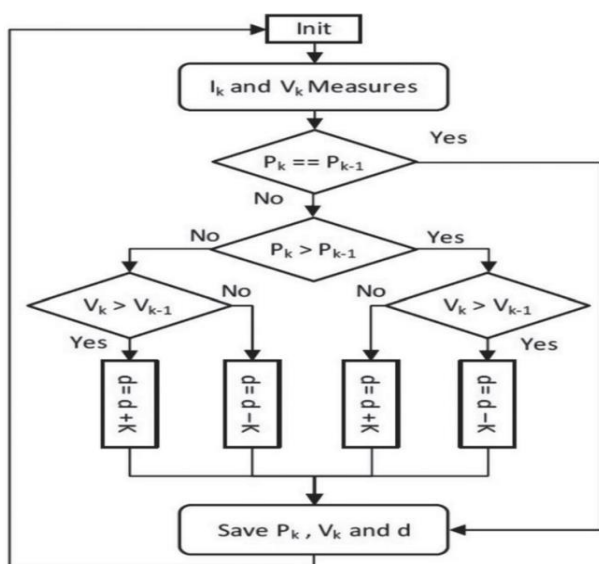 Init
Iₖ and Vₖ Measures
Yes
Pₖ == Pₖ₋₁
No
No
Pₖ > Pₖ₋₁
Yes
Vₖ > Vₖ₋₁
No
No
Vₖ > Vₖ₋₁
Yes
Yes
d= d +K
d= d −K
d= d +K
d= d −K
Save Pₖ , Vₖ and d